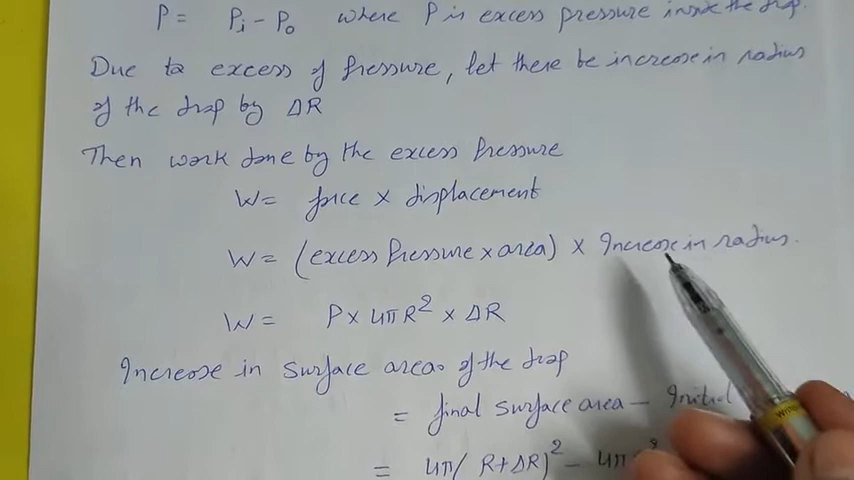 P = Pi - Po where P is excess pressure inside the drop.
Due to excess of pressure, let there be increase in radius
of the drop by ΔR
Then work done by the excess pressure
W = force × displacement
W = (excess pressure × area) × Increase in radius.
W = P × 4πR² × ΔR
Increase in surface area of the drop
= final surface area - Initial
= 4π( R+ΔR)² - 4π